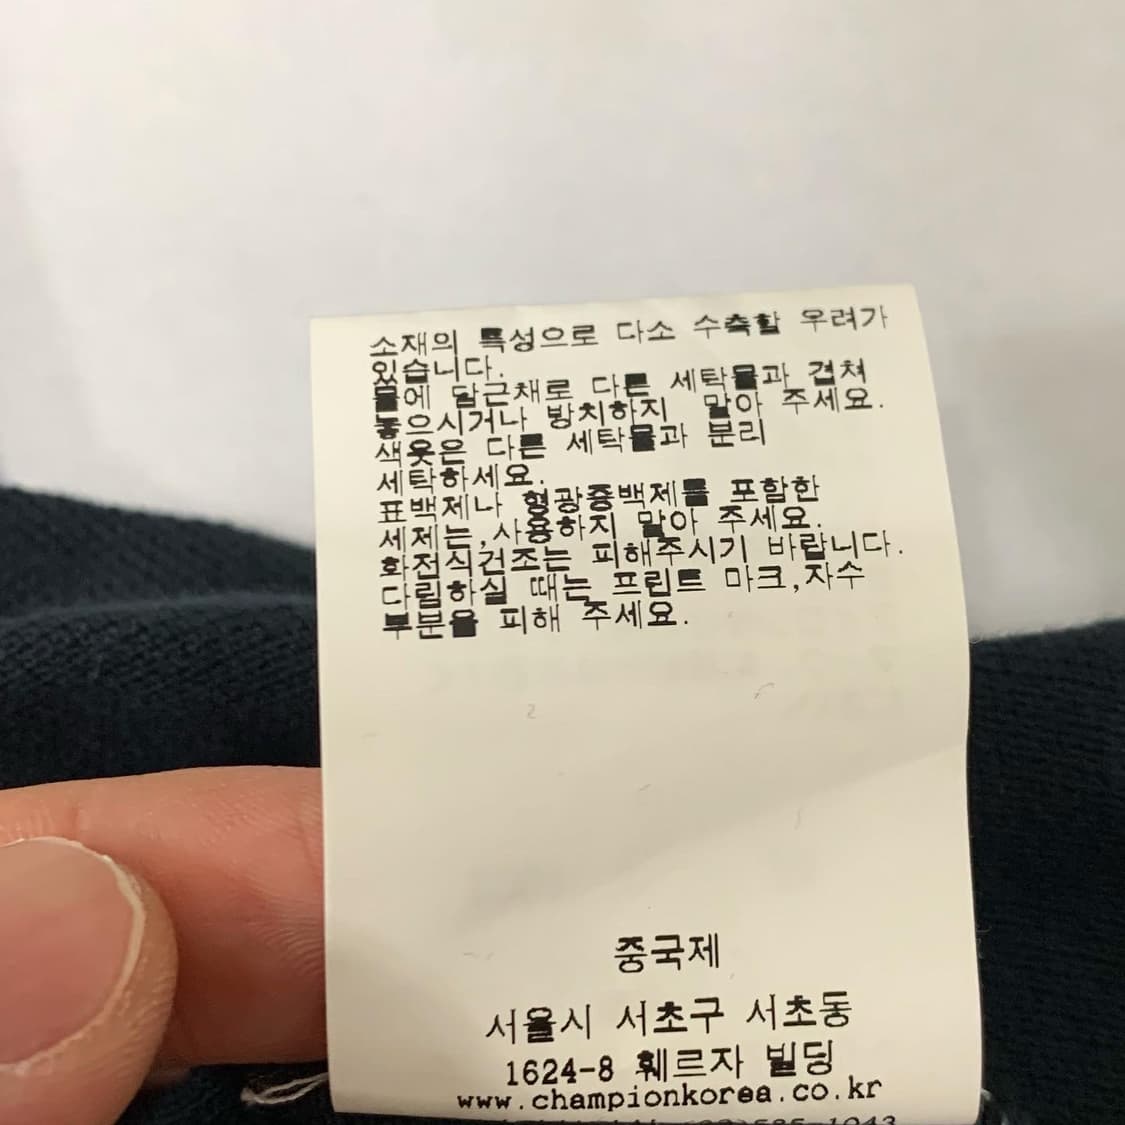 소재의 특성으로 다소 수축할 우려가
있습니다.
물에 담근채로 다른 세탁물과 겹쳐
놓으시거나 방치하지 말아 주세요.
색옷은 다른 세탁물과 분리
세탁하세요.
표백제나 형광증백제를 포함한
세제는,사용하지 말아 주세요.
화전식건조는 피해주시기 바랍니다.
다림하실 때는 프린트 마크,자수
부분을 피해 주세요.
중국제
서울시 서초구 서초동
1624-8 훼르자 빌딩
www.championkorea.co.kr